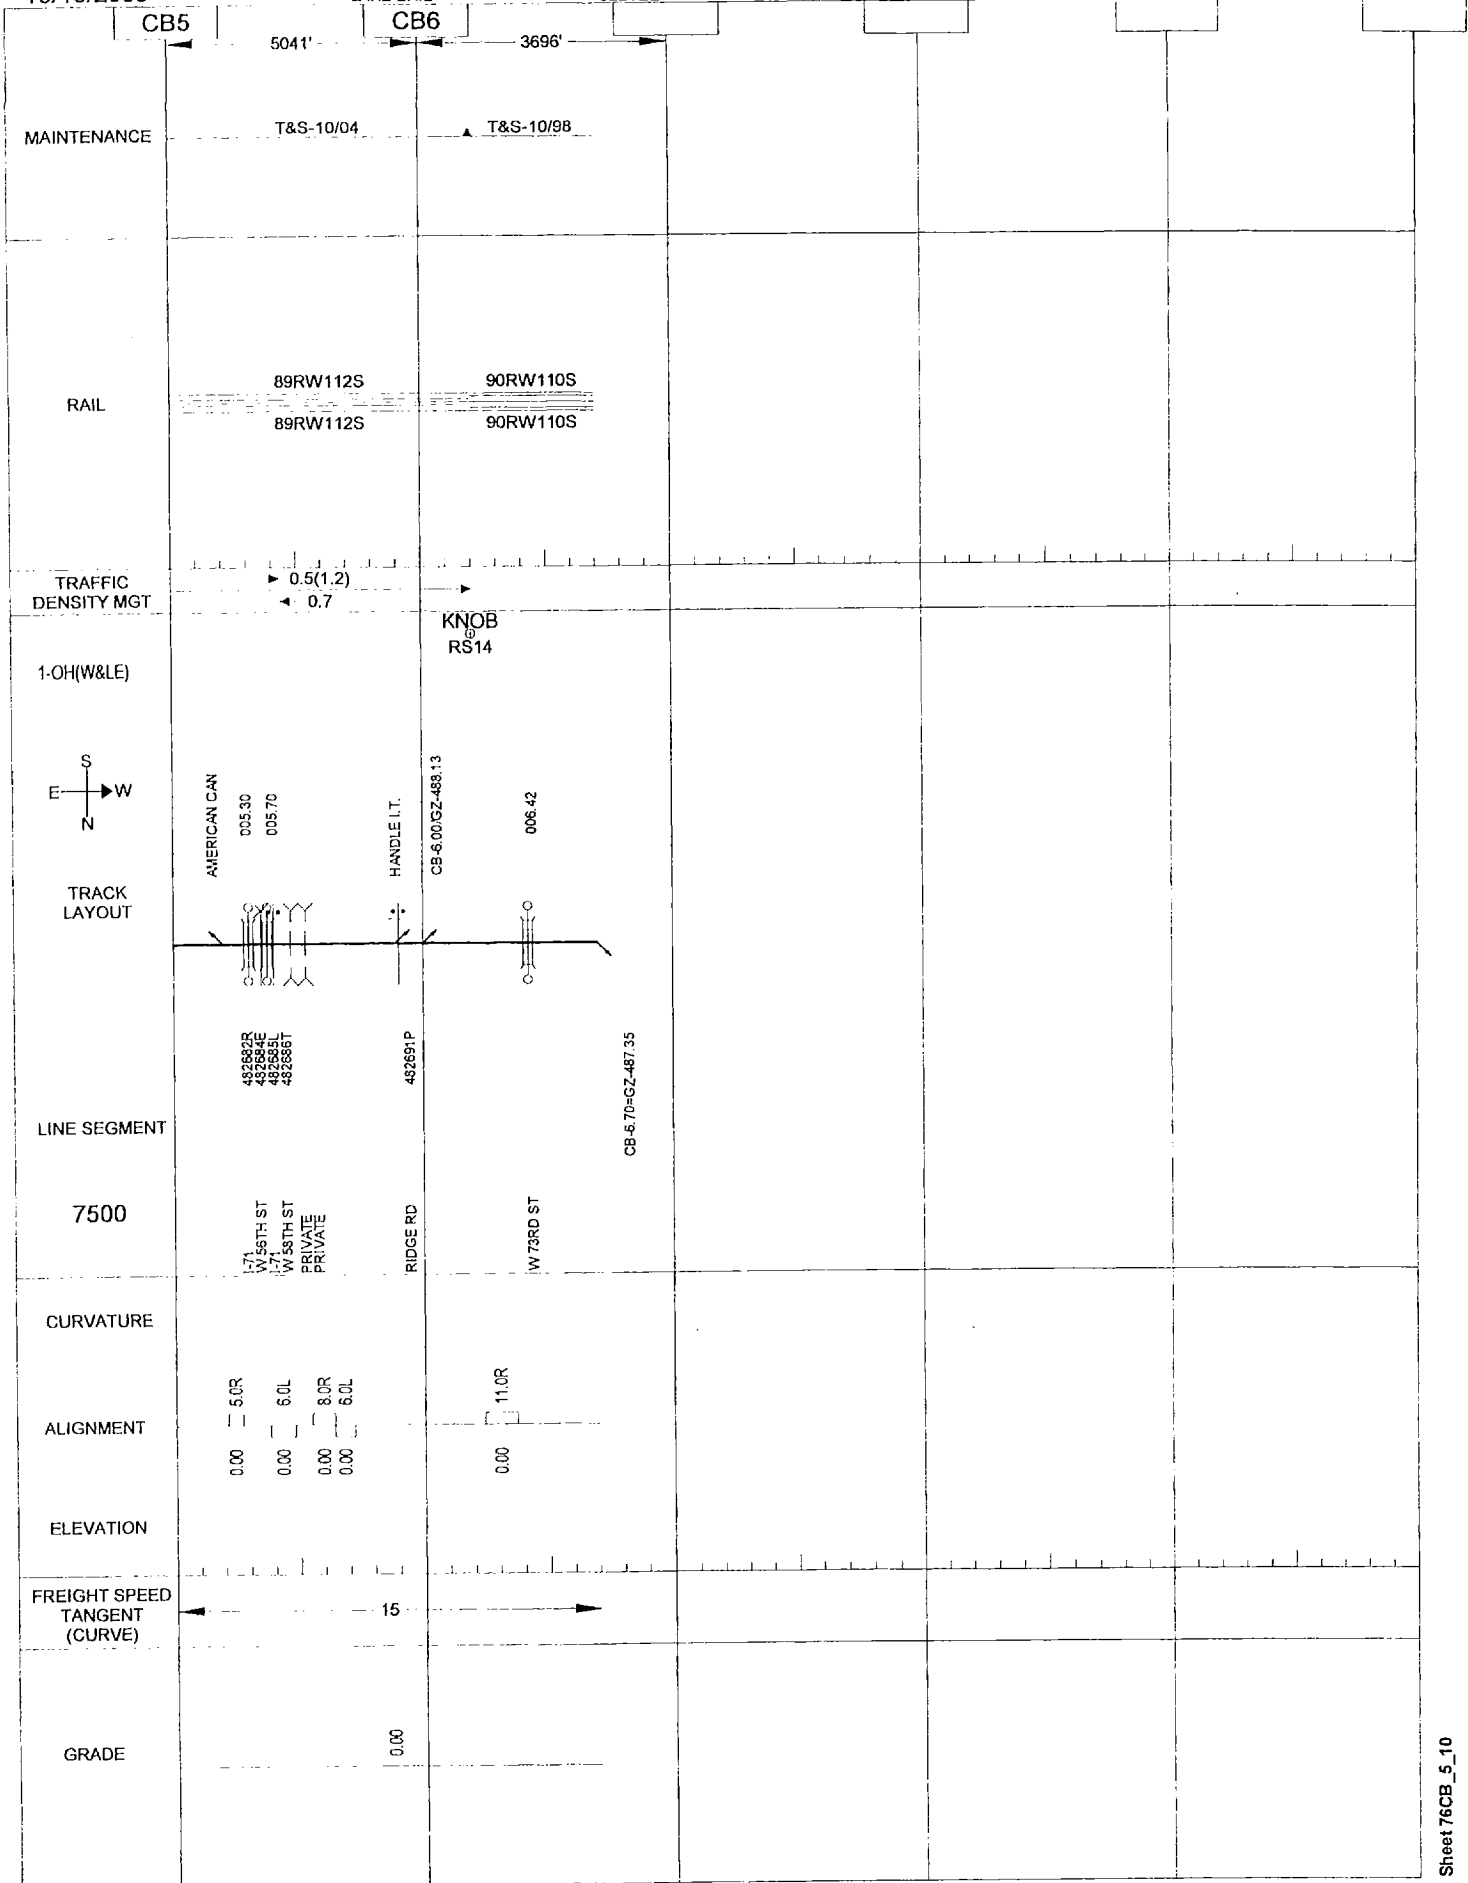 CB5
CB6
5041'
3696'
MAINTENANCE
T&S-10/04
T&S-10/98
RAIL
89RW112S
90RW110S
89RW112S
90RW110S
TRAFFIC
DENSITY MGT
0.5(1.2)
0.7
KNOB
RS14
1-OH(W&LE)
S
E
W
N
AMERICAN CAN
005.30
005.70
HANDLE I.T.
CB-6.00/GZ-488.13
006.42
TRACK
LAYOUT
482682R
482684E
482685L
482686T
482691P
CB-6.70=GZ-487.35
LINE SEGMENT
7500
I-71
W 56TH ST
I-71
W 58TH ST
PRIVATE
PRIVATE
RIDGE RD
W 73RD ST
CURVATURE
5.0R
6.0L
8.0R
6.0L
11.0R
ALIGNMENT
0.00
0.00
0.00
0.00
0.00
ELEVATION
FREIGHT SPEED
TANGENT
(CURVE)
15
GRADE
0.00
Sheet 76CB_5_10